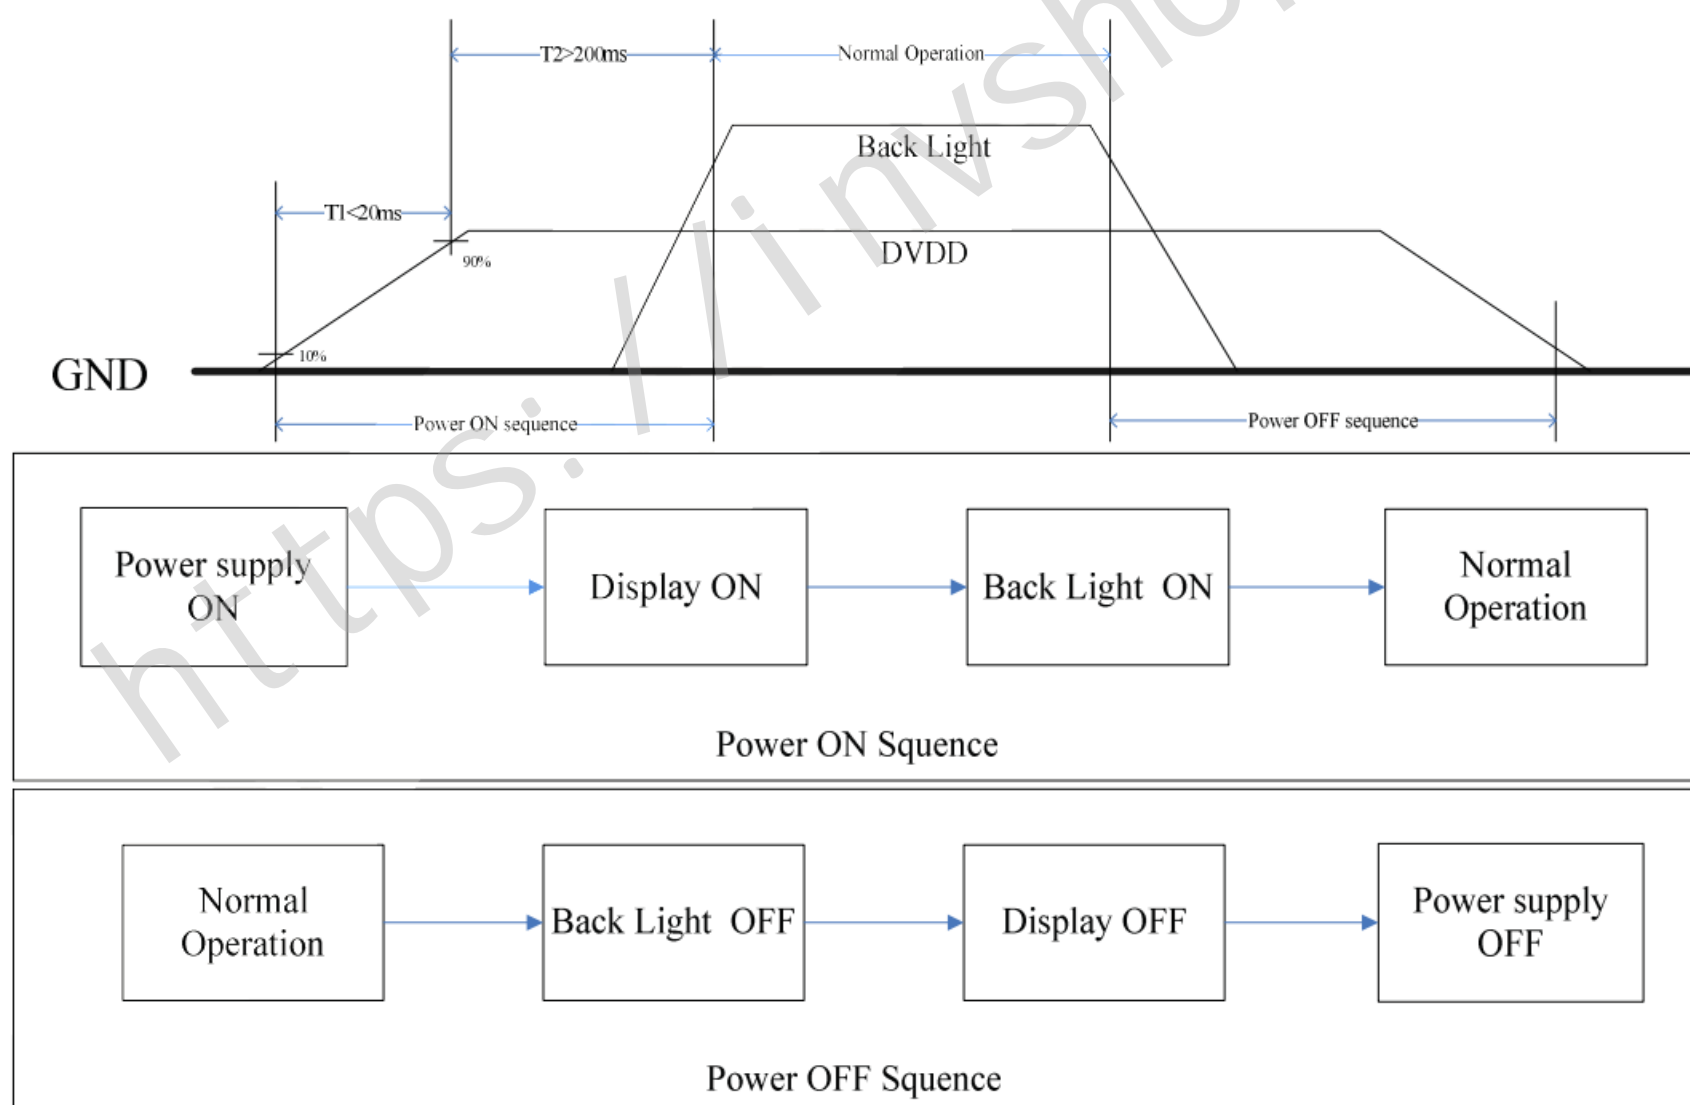 T2>200ms
Normal Operation
Back Light
T1<20ms
DVDD
90%
10%
GND
Power ON sequence
Power OFF sequence
Power supply
ON
Display ON
Back Light ON
Normal
Operation
Power ON Squence
Normal
Operation
Back Light OFF
Display OFF
Power supply
OFF
Power OFF Squence
https://invsho